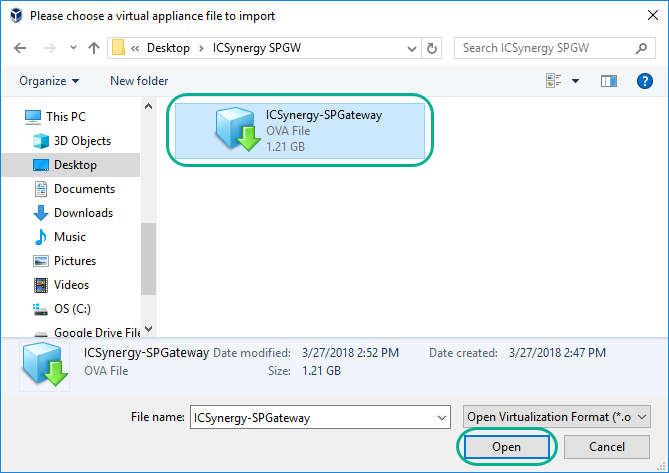 Please choose a virtual appliance file to import
« Desktop > ICSynergy SPGW
Search ICSynergy SPGW
Organize
New folder
?
This PC
3D Objects
Desktop
Documents
Downloads
Music
Pictures
Videos
OS (C:)
Google Drive File
ICSynergy-SPGateway
OVA File
1.21 GB
ICSynergy-SPGateway Date modified: 3/27/2018 2:52 PM Date created: 3/27/2018 2:47 PM
OVA File Size: 1.21 GB
File name: ICSynergy-SPGateway
Open Virtualization Format (*.o
Open
Cancel